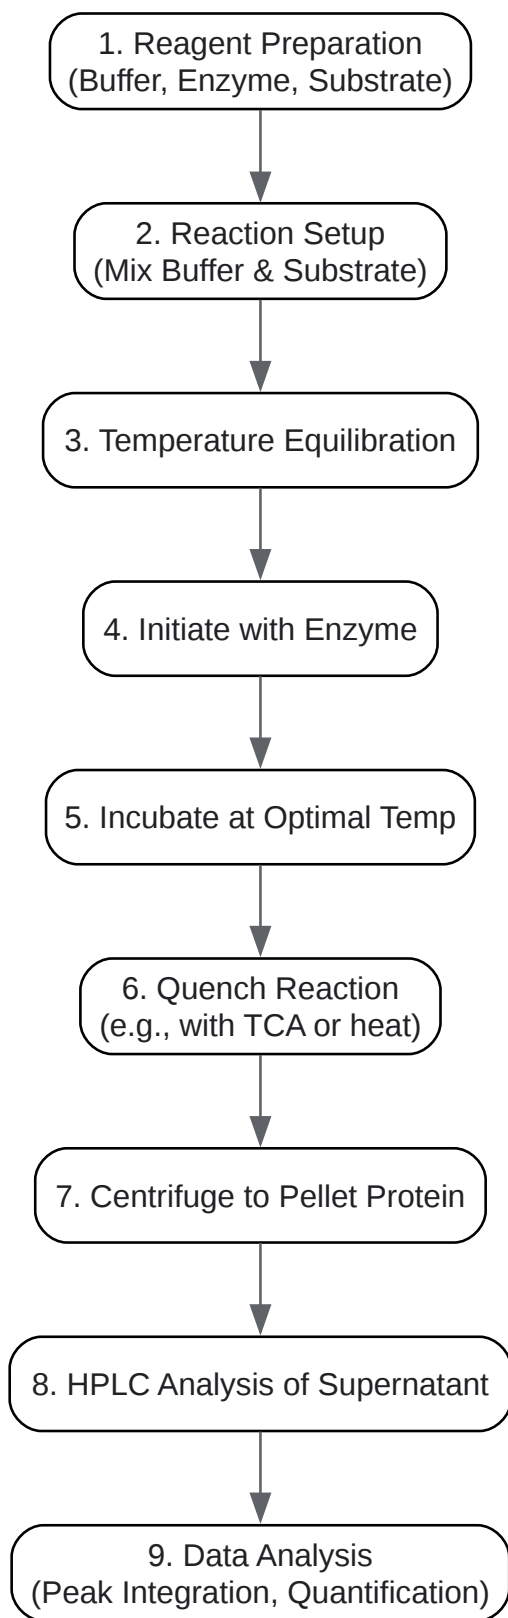 1. Reagent Preparation
(Buffer, Enzyme, Substrate)
2. Reaction Setup
(Mix Buffer & Substrate)
3. Temperature Equilibration
4. Initiate with Enzyme
5. Incubate at Optimal Temp
6. Quench Reaction
(e.g., with TCA or heat)
7. Centrifuge to Pellet Protein
8. HPLC Analysis of Supernatant
9. Data Analysis
(Peak Integration, Quantification)